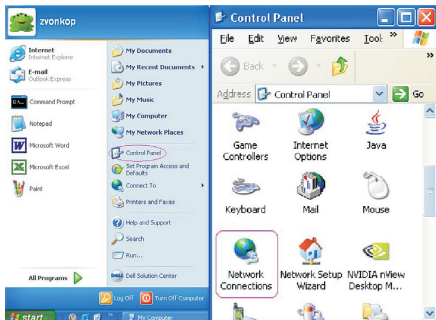 zvonkop
Internet
Internet Explorer
E-mail
Outlook Express
Command Prompt
Notepad
Microsoft Word
Microsoft Excel
Paint
All Programs
My Documents
My Recent Documents
My Pictures
My Music
My Computer
My Network Places
Control Panel
Set Program Access and
Defaults
Connect To
Printers and Faxes
Help and Support
Search
Run...
Dell Solution Center
Log Off Turn Off Computer
start
My Computer
Control Panel
File Edit View Favorites Tools »
Back
»
Address Control Panel Go
Game
Controllers
Internet
Options
Java
Keyboard Mail Mouse
Network
Connections
Network Setup
Wizard
NVIDIA nView
Desktop M...